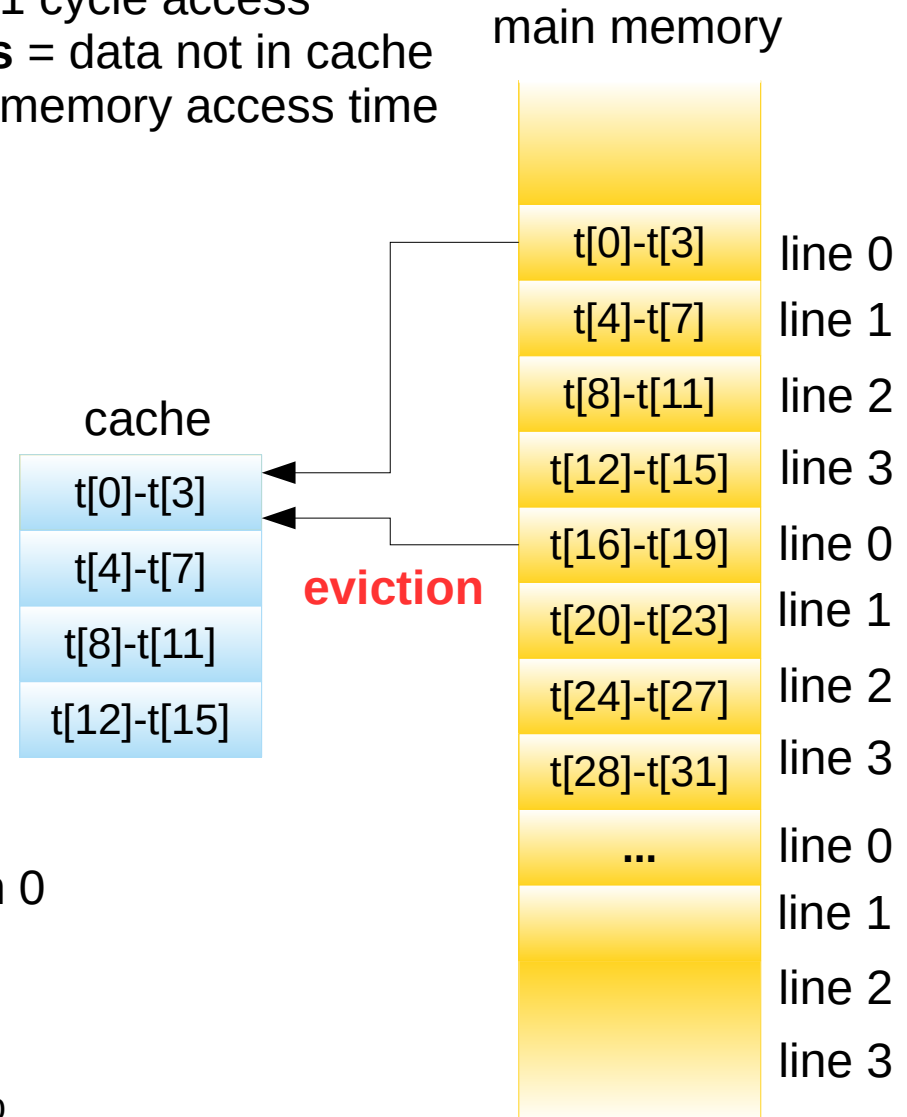 1 cycle access
= data not in cache
memory access time
main memory
t[0]-t[3] line 0
t[4]-t[7] line 1
t[8]-t[11] line 2
t[12]-t[15] line 3
t[16]-t[19] line 0
t[20]-t[23] line 1
t[24]-t[27] line 2
t[28]-t[31] line 3
... line 0
line 1
line 2
line 3
cache
t[0]-t[3]
t[4]-t[7]
t[8]-t[11]
t[12]-t[15]
eviction
0